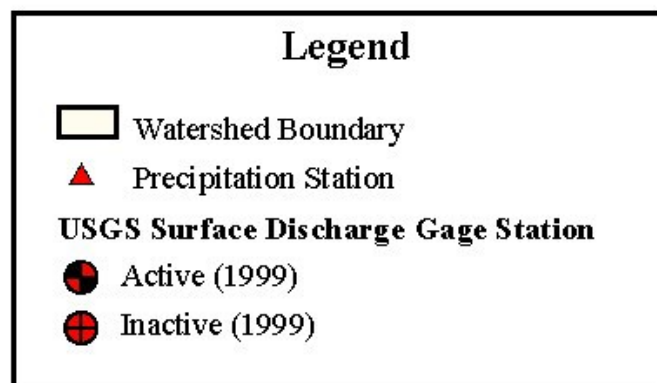 Legend
Watershed Boundary
Precipitation Station
USGS Surface Discharge Gage Station
Active (1999)
Inactive (1999)